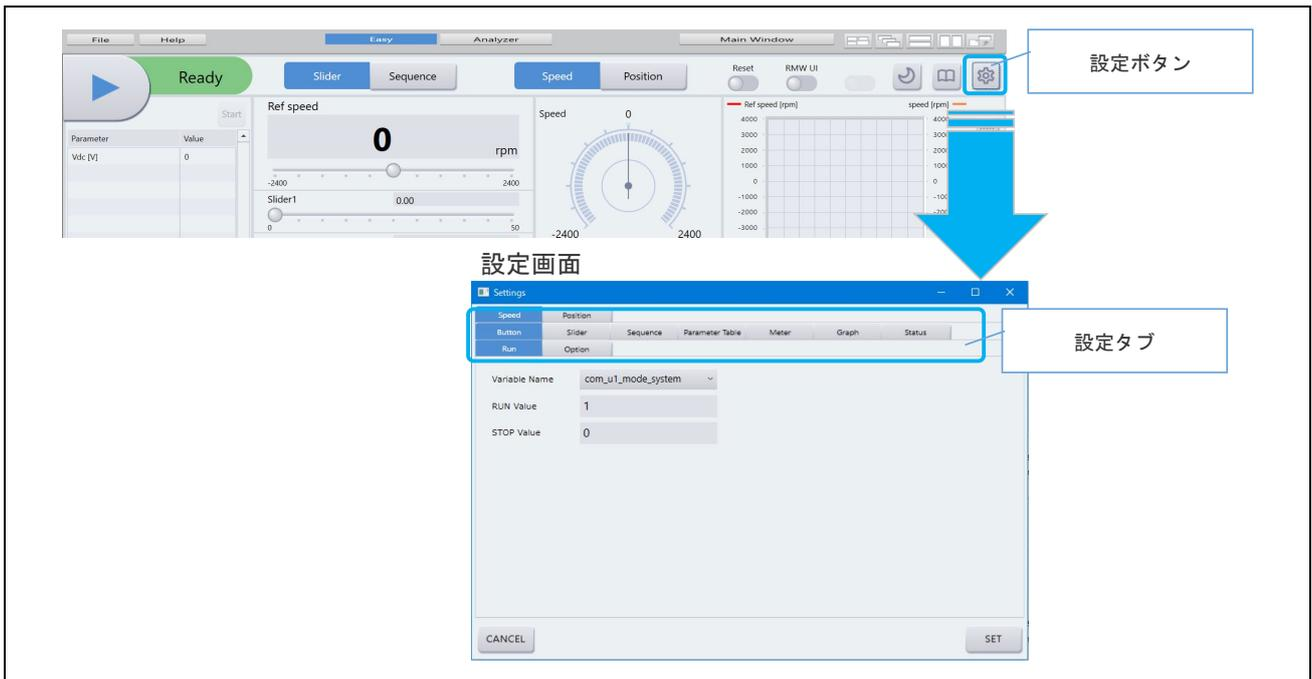 File Help Easy Analyzer Main Window
設定ボタン
Ready Slider Sequence Speed Position Reset RMW UI
Start
Parameter Value
Vdc [V] 0
Ref speed
0 rpm
-2400 2400
Slider1 0.00
0 50
Speed 0
-2400 2400
Ref speed [rpm] speed [rpm]
4000 4000
3000 3000
2000 2000
1000
0 0
-1000
-2000
-3000
設定画面
Settings
Speed Position
Button Slider Sequence Parameter Table Meter Graph Status
Run Option
設定タブ
Variable Name com_u1_mode_system
RUN Value 1
STOP Value 0
CANCEL SET